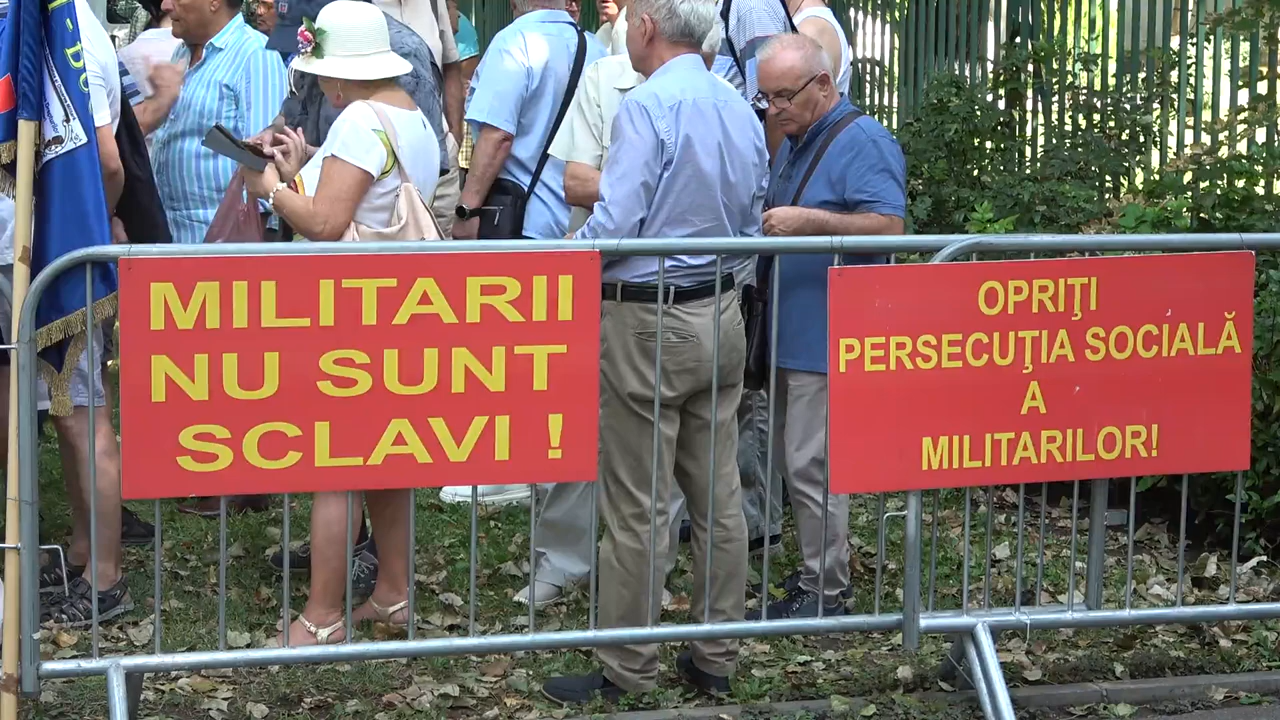 MILITARII
NU SUNT
SCLAVI !
OPRIŢI
PERSECUŢIA SOCIALĂ
A
MILITARILOR!